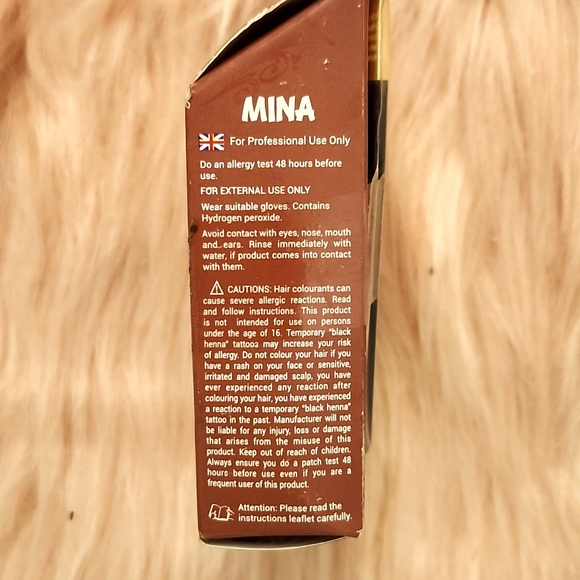 MINA
For Professional Use Only
Do an allergy test 48 hours before
use.
FOR EXTERNAL USE ONLY
Wear suitable gloves. Contains
Hydrogen peroxide.
Avoid contact with eyes, nose, mouth
and..ears. Rinse immediately with
water, if product comes into contact
with them.
CAUTIONS: Hair colourants can
cause severe allergic reactions. Read
and follow instructions. This product
is not intended for use on persons
under the age of 16. Temporary "black
henna" tattoos may increase your risk
of allergy. Do not colour your hair if you
have a rash on your face or sensitive,
irritated and damaged scalp, you have
ever experienced any reaction after
colouring your hair, you have experienced
a reaction to a temporary "black henna"
tattoo in the past. Manufacturer will not
be liable for any injury, loss or damage
that arises from the misuse of this
product. Keep out of reach of children.
Always ensure you do a patch test 48
hours before use even if you are a
frequent user of this product.
Attention: Please read the
instructions leaflet carefully.